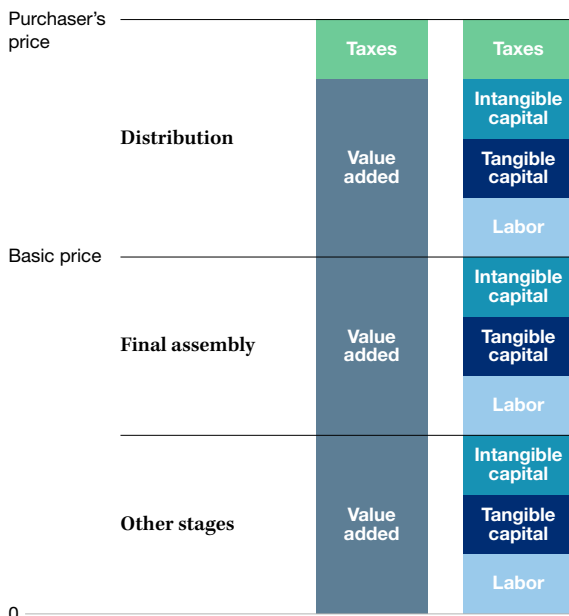 Purchaser's
price
Taxes
Taxes
Distribution
Value
added
Intangible
capital
Tangible
capital
Labor
Basic price
Final assembly
Value
added
Intangible
capital
Tangible
capital
Labor
Other stages
Value
added
Intangible
capital
Tangible
capital
Labor
0